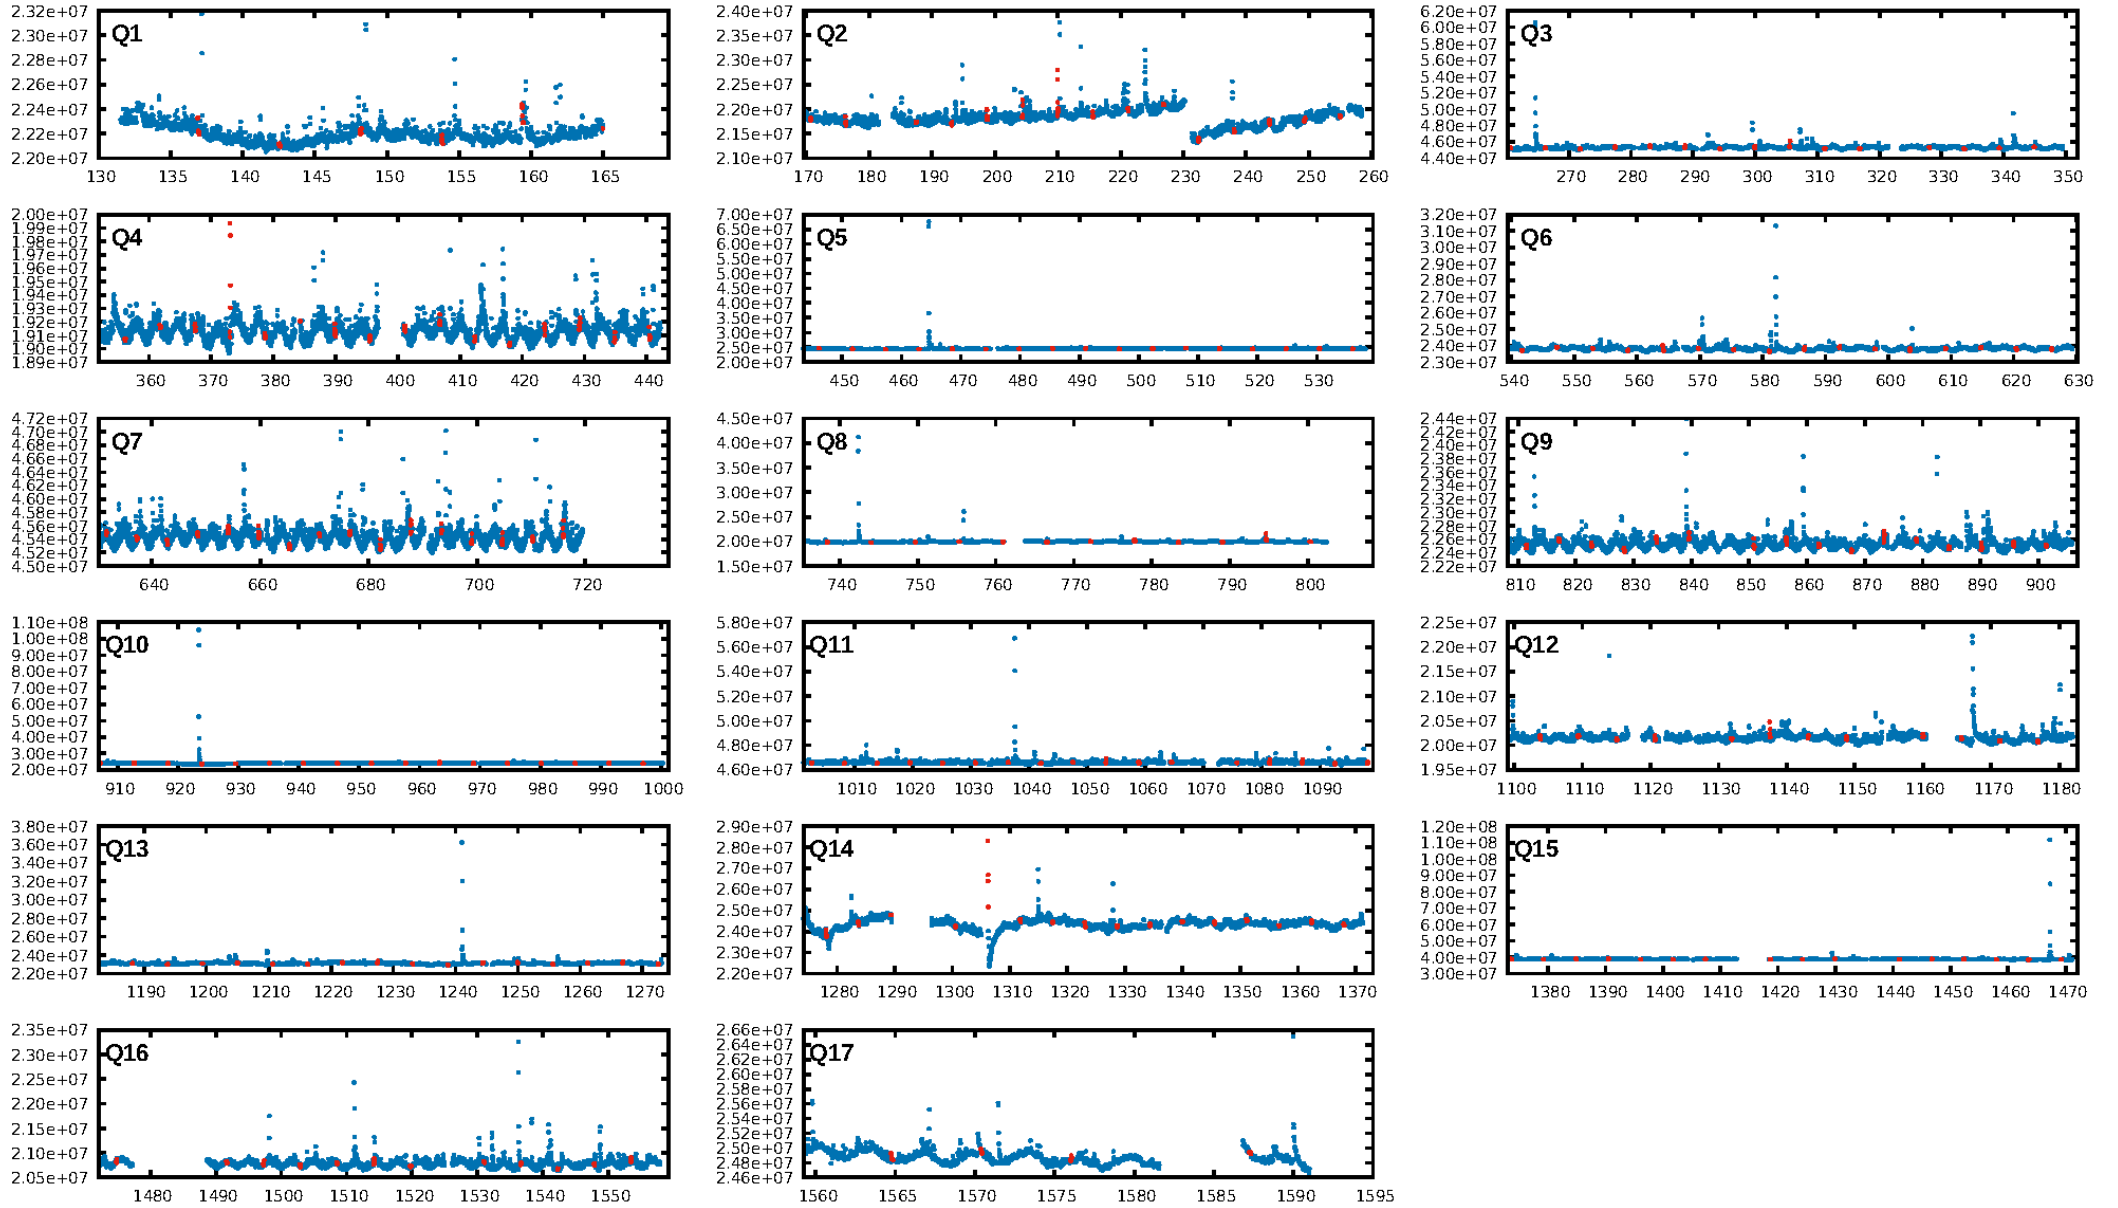 2.32e+07
2.30e+07
2.28e+07
2.26e+07
2.24e+07
2.22e+07
2.20e+07
Q1
130 135 140 145 150 155 160 165
2.40e+07
2.35e+07
2.30e+07
2.25e+07
2.20e+07
2.15e+07
2.10e+07
Q2
170 180 190 200 210 220 230 240 250 260
6.20e+07
6.00e+07
5.80e+07
5.60e+07
5.40e+07
5.20e+07
5.00e+07
4.80e+07
4.60e+07
4.40e+07
Q3
270 280 290 300 310 320 330 340 350
2.00e+07
1.99e+07
1.98e+07
1.97e+07
1.96e+07
1.95e+07
1.94e+07
1.93e+07
1.92e+07
1.91e+07
1.90e+07
1.89e+07
Q4
360 370 380 390 400 410 420 430 440
7.00e+07
6.50e+07
6.00e+07
5.50e+07
5.00e+07
4.50e+07
4.00e+07
3.50e+07
3.00e+07
2.50e+07
2.00e+07
Q5
450 460 470 480 490 500 510 520 530
3.20e+07
3.10e+07
3.00e+07
2.90e+07
2.80e+07
2.70e+07
2.60e+07
2.50e+07
2.40e+07
2.30e+07
Q6
540 550 560 570 580 590 600 610 620 630
4.72e+07
4.70e+07
4.68e+07
4.66e+07
4.64e+07
4.62e+07
4.60e+07
4.58e+07
4.56e+07
4.54e+07
4.52e+07
4.50e+07
Q7
640 660 680 700 720
4.50e+07
4.00e+07
3.50e+07
3.00e+07
2.50e+07
2.00e+07
1.50e+07
Q8
740 750 760 770 780 790 800
2.44e+07
2.42e+07
2.40e+07
2.38e+07
2.36e+07
2.34e+07
2.32e+07
2.30e+07
2.28e+07
2.26e+07
2.24e+07
2.22e+07
Q9
810 820 830 840 850 860 870 880 890 900
1.10e+08
1.00e+08
9.00e+07
8.00e+07
7.00e+07
6.00e+07
5.00e+07
4.00e+07
3.00e+07
2.00e+07
Q10
910 920 930 940 950 960 970 980 990 1000
5.80e+07
5.60e+07
5.40e+07
5.20e+07
5.00e+07
4.80e+07
4.60e+07
Q11
1010 1020 1030 1040 1050 1060 1070 1080 1090
2.25e+07
2.20e+07
2.15e+07
2.10e+07
2.05e+07
2.00e+07
1.95e+07
Q12
1100 1110 1120 1130 1140 1150 1160 1170 1180
3.80e+07
3.60e+07
3.40e+07
3.20e+07
3.00e+07
2.80e+07
2.60e+07
2.40e+07
2.20e+07
Q13
1190 1200 1210 1220 1230 1240 1250 1260 1270
2.90e+07
2.80e+07
2.70e+07
2.60e+07
2.50e+07
2.40e+07
2.30e+07
2.20e+07
Q14
1280 1290 1300 1310 1320 1330 1340 1350 1360 1370
1.20e+08
1.10e+08
1.00e+08
9.00e+07
8.00e+07
7.00e+07
6.00e+07
5.00e+07
4.00e+07
3.00e+07
Q15
1380 1390 1400 1410 1420 1430 1440 1450 1460 1470
2.35e+07
2.30e+07
2.25e+07
2.20e+07
2.15e+07
2.10e+07
2.05e+07
Q16
1480 1490 1500 1510 1520 1530 1540 1550
2.66e+07
2.64e+07
2.62e+07
2.60e+07
2.58e+07
2.56e+07
2.54e+07
2.52e+07
2.50e+07
2.48e+07
2.46e+07
Q17
1560 1565 1570 1575 1580 1585 1590 1595